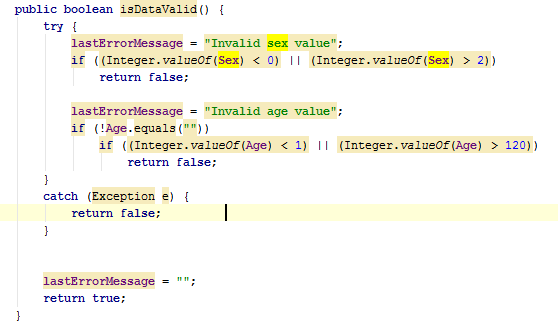 public boolean isDataValid() {
try {
lastErrorMessage = "Invalid sex value";
if ((Integer.valueOf(Sex) < 0) || (Integer.valueOf(Sex) > 2))
return false;
lastErrorMessage = "Invalid age value";
if (!Age.equals(""))
if ((Integer.valueOf(Age) < 1) || (Integer.valueOf(Age) > 120))
return false;
}
catch (Exception e) {
return false;
}
lastErrorMessage = "";
return true;
}